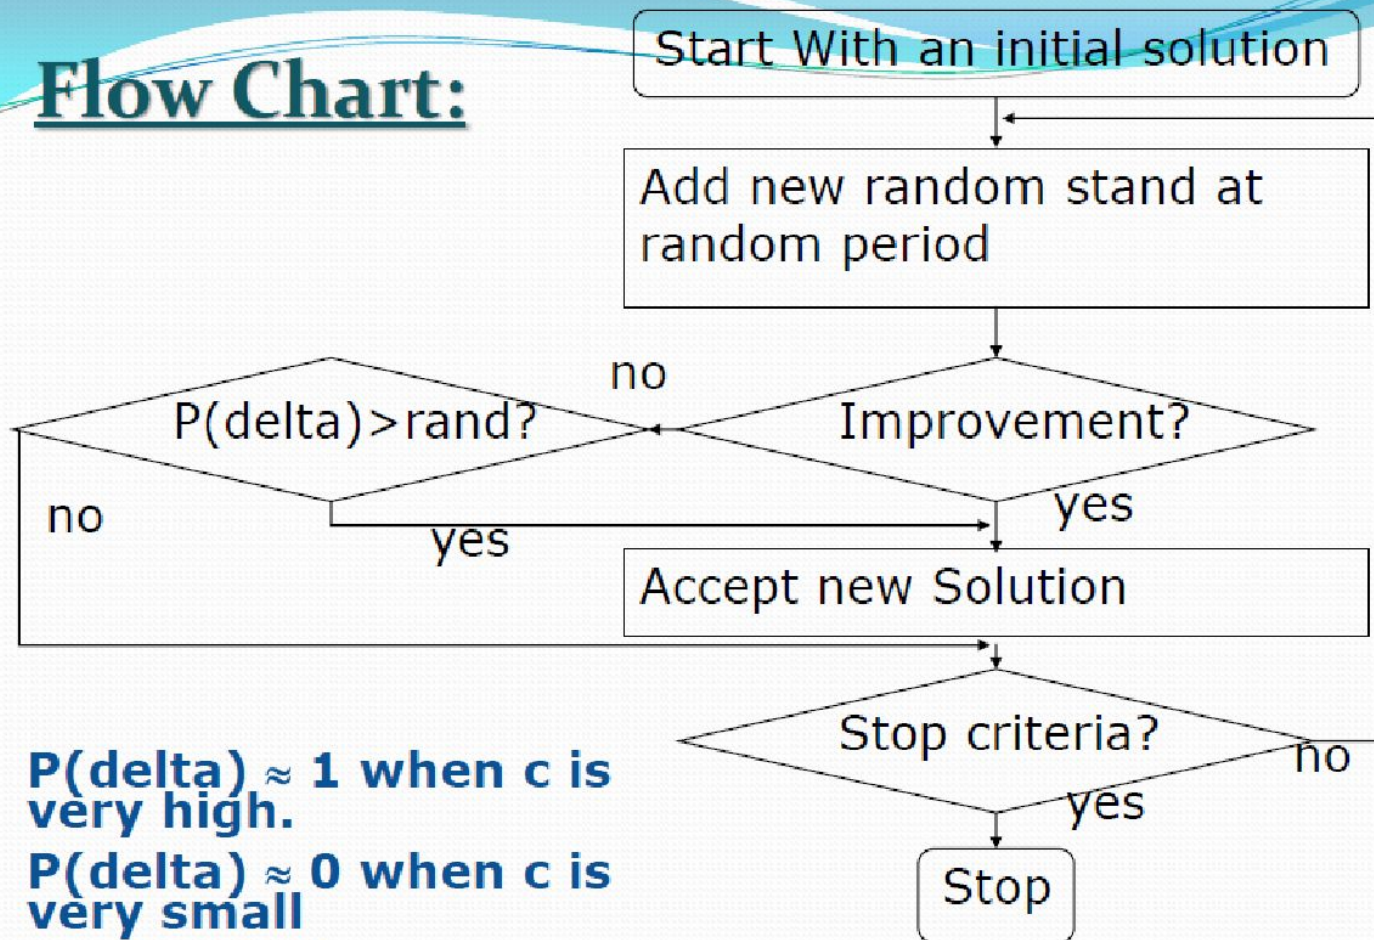 Flow Chart:
Start With an initial solution
Add new random stand at
random period
no
P(delta)>rand?
Improvement?
no
yes
yes
Accept new Solution
Stop criteria?
no
yes
Stop
P(delta) ≈ 1 when c is
very high.
P(delta) ≈ 0 when c is
very small